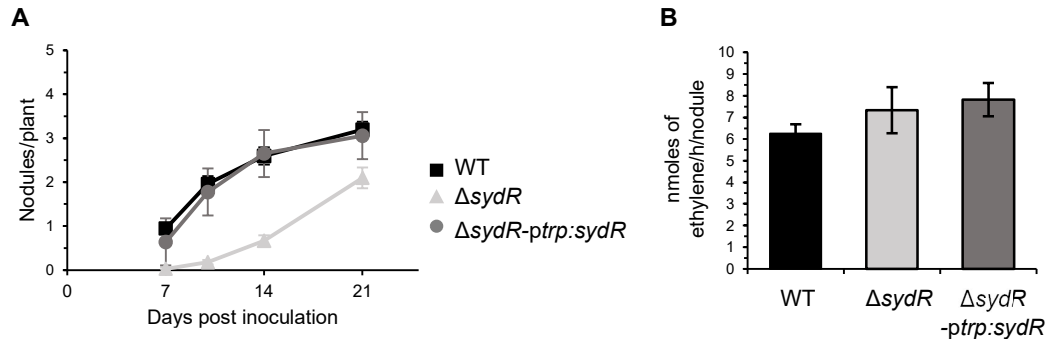 A
Nodules/plant
5
4
3
2
1
0
0
7
14
21
Days post inoculation
WT
ΔsydR
ΔsydR-ptrp:sydR
B
nmoles of
ethylene/h/nodule
10
9
8
7
6
5
4
3
2
1
0
WT
ΔsydR
ΔsydR
-ptrp:sydR